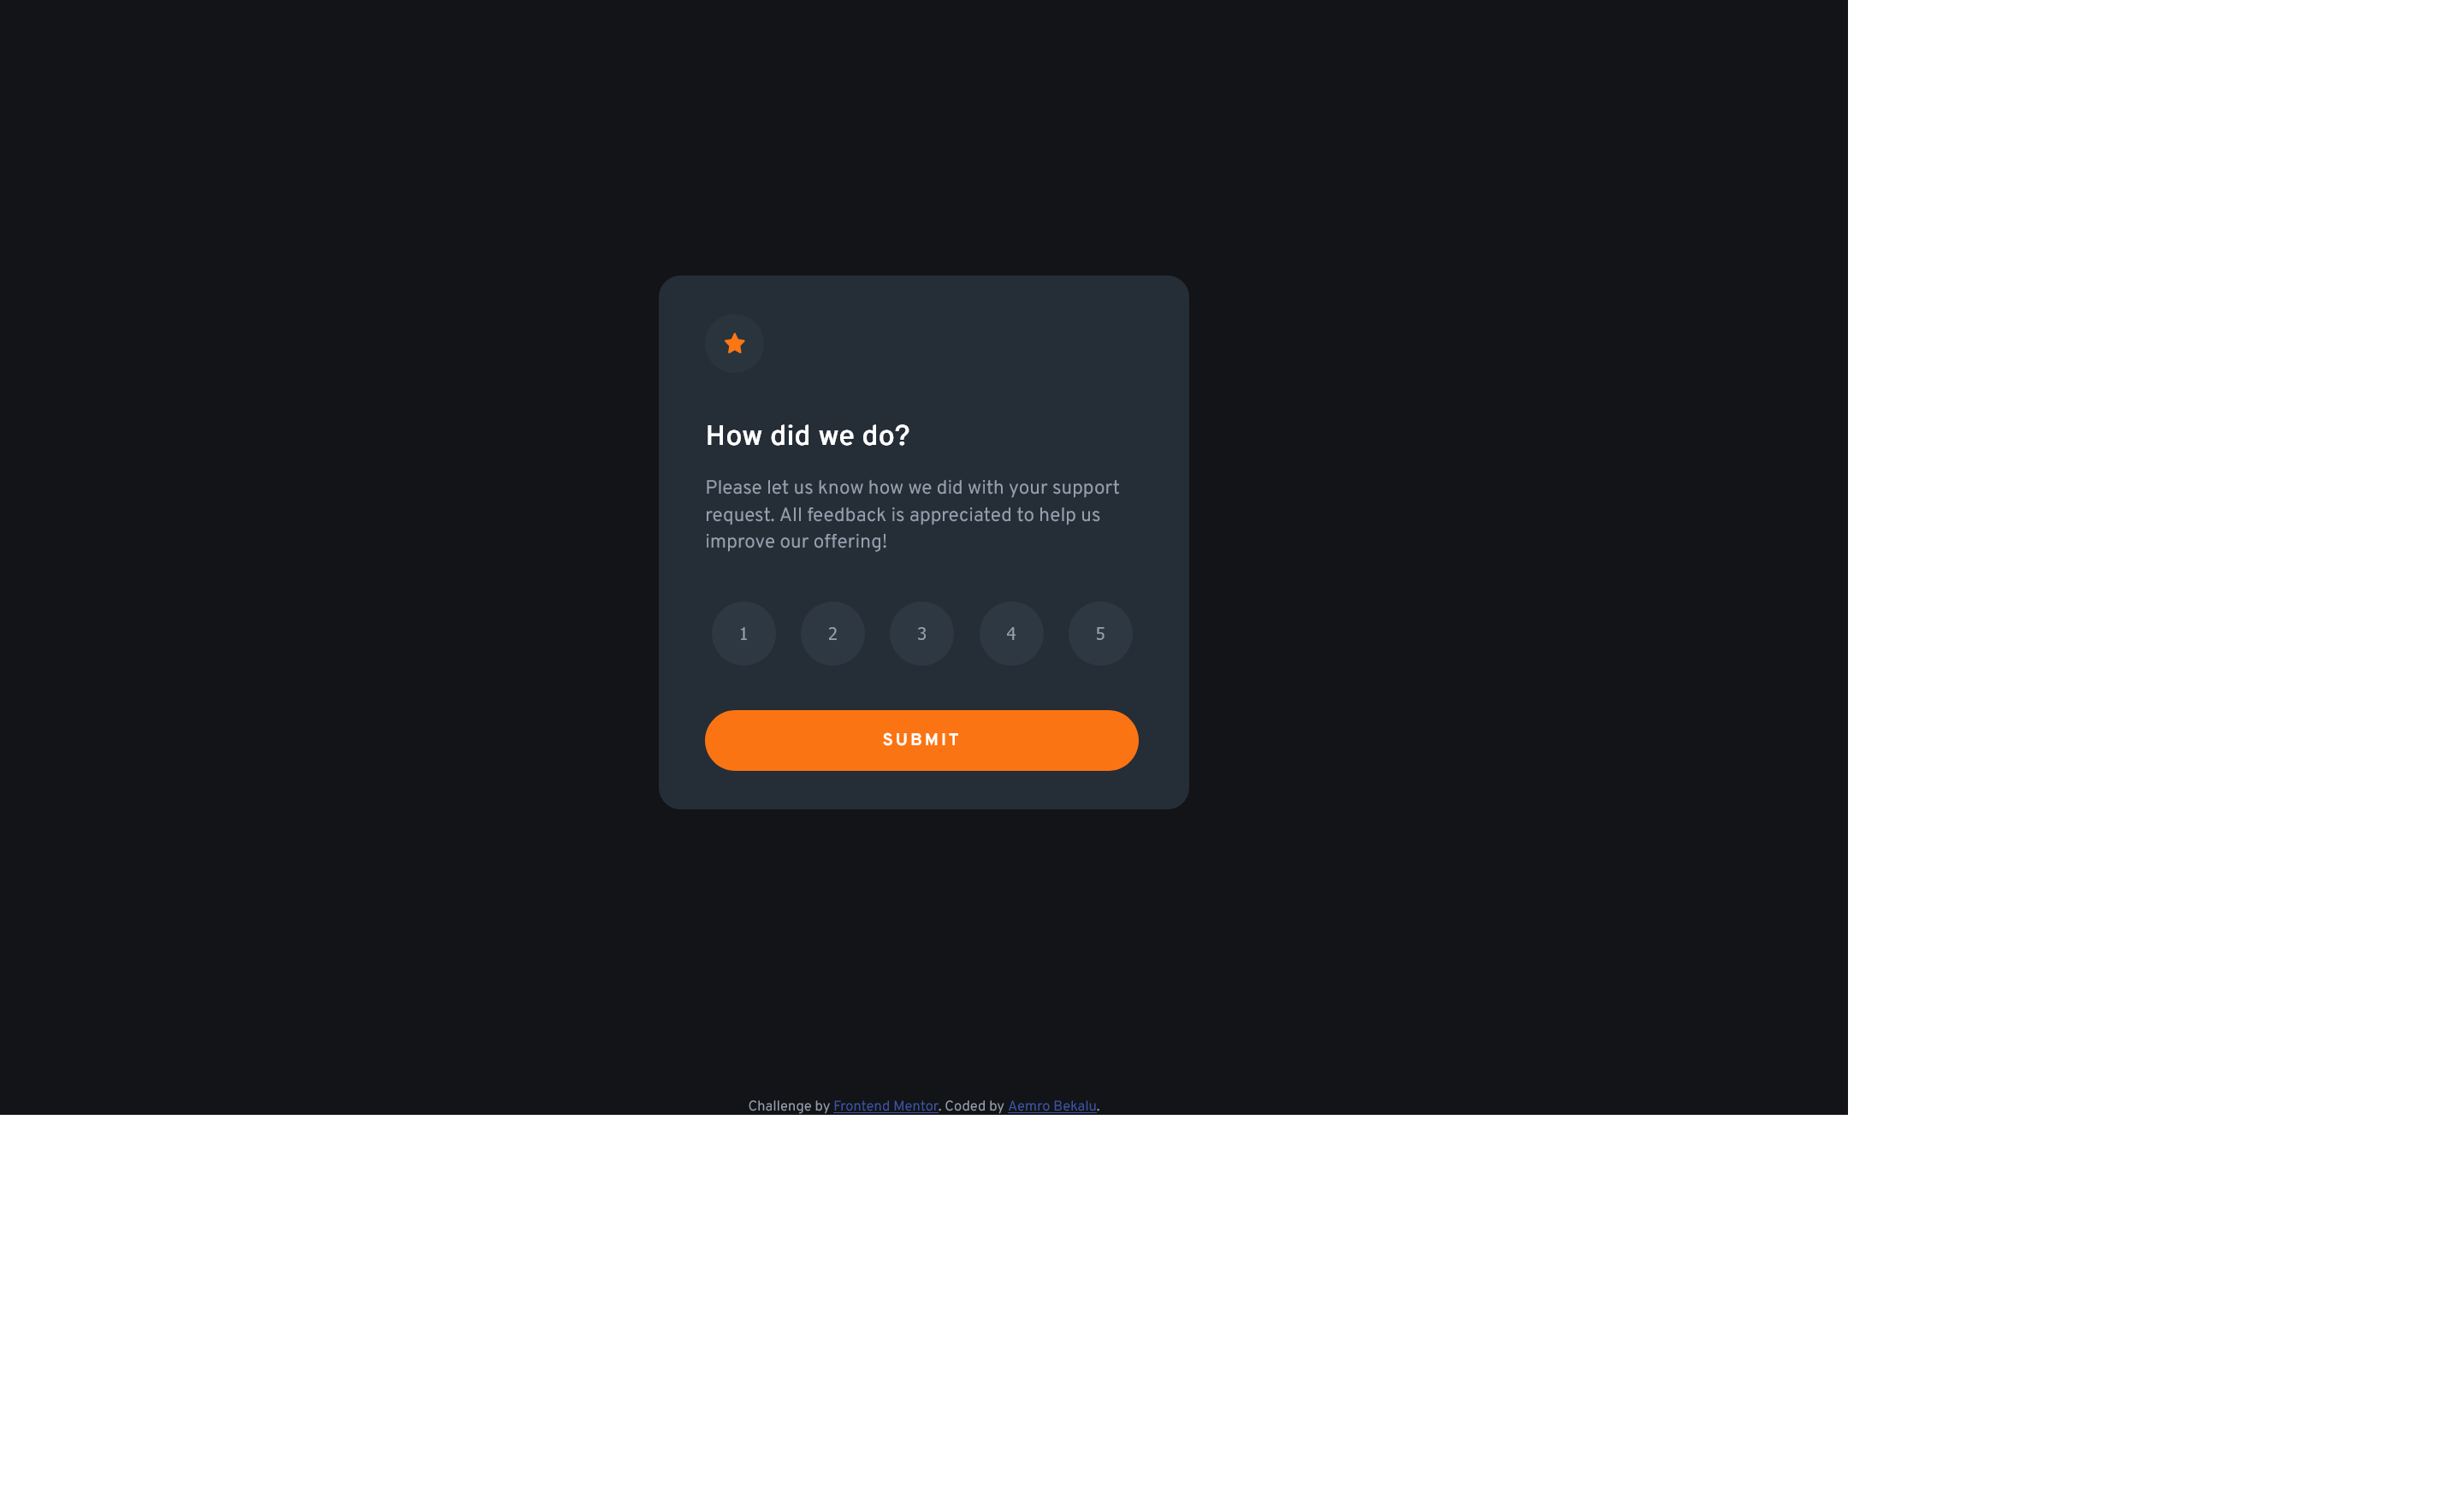 How did we do?
Please let us know how we did with your support
request. All feedback is appreciated to help us
improve our offering!
1 2 3 4 5
SUBMIT
Challenge by Frontend Mentor. Coded by Aemro Bekalu.